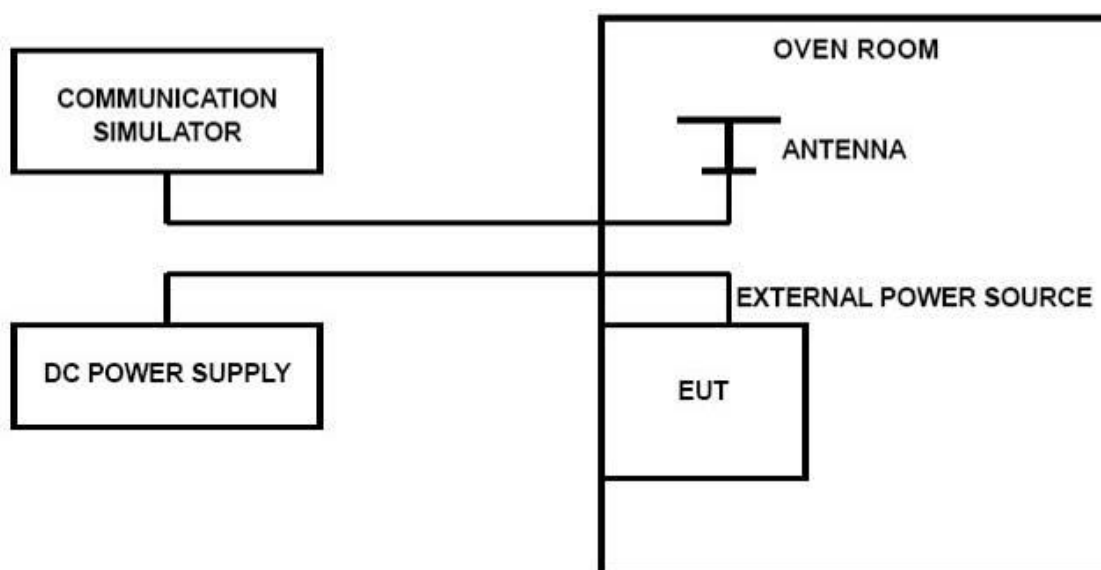 OVEN ROOM
COMMUNICATION
SIMULATOR
ANTENNA
EXTERNAL POWER SOURCE
DC POWER SUPPLY
EUT